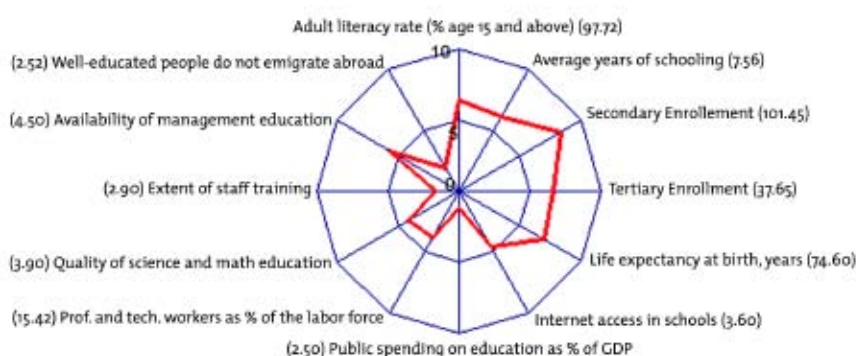 Adult literacy rate (% age 15 and above) (97.72)
10
(2.52) Well-educated people do not emigrate abroad
Average years of schooling (7.56)
(4.50) Availability of management education
Secondary Enrollement (101.45)
5
(2.90) Extent of staff training
0
Tertiary Enrollment (37.65)
(3.90) Quality of science and math education
Life expectancy at birth, years (74.60)
(15.42) Prof. and tech. workers as % of the labor force
Internet access in schools (3.60)
(2.50) Public spending on education as % of GDP